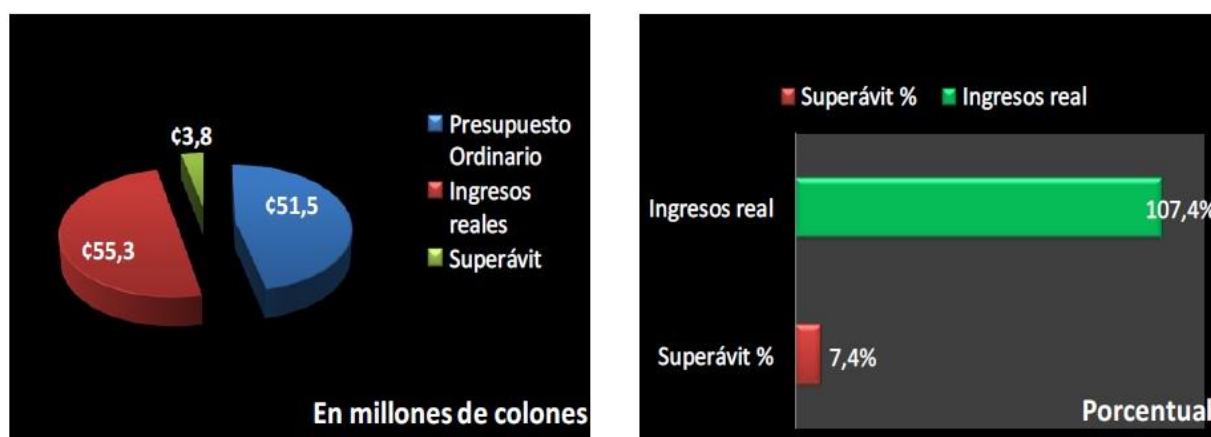 ¢3,8
¢51,5
¢55,3
Presupuesto
Ordinario
Ingresos
reales
Superávit
En millones de colones
Superávit % Ingresos real
Ingresos real
107,4%
Superávit %
7,4%
Porcentual